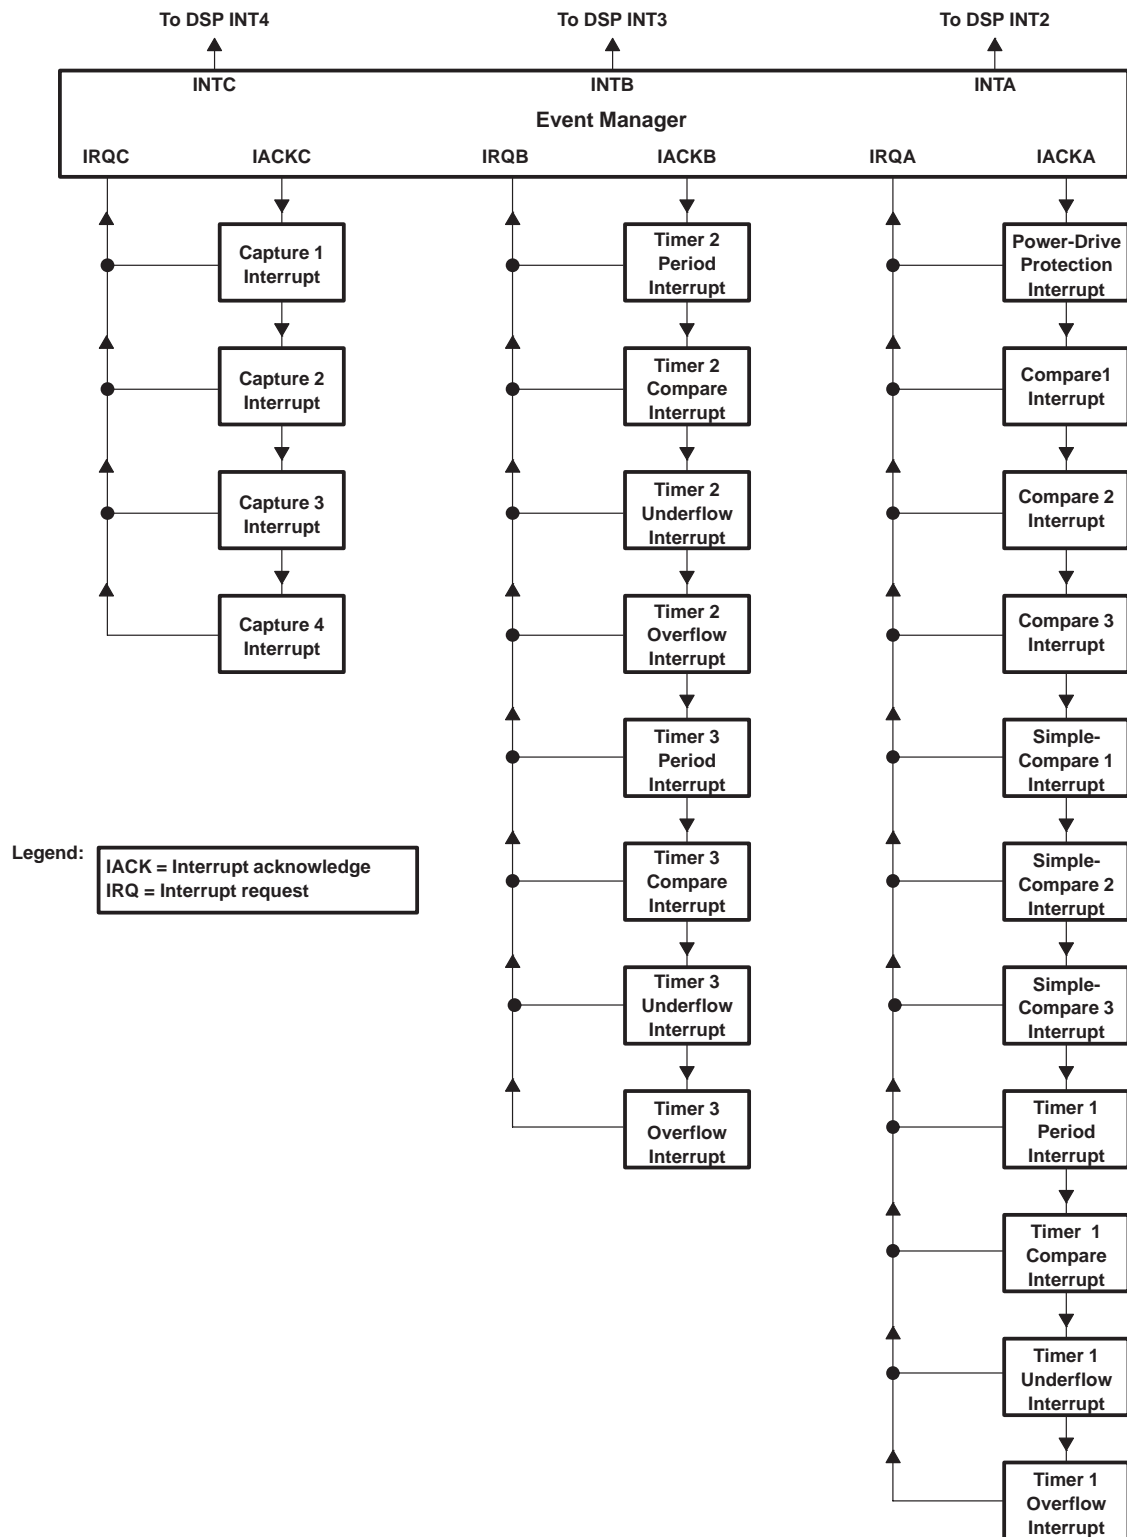 To DSP INT4
To DSP INT3
To DSP INT2
INTC
INTB
INTA
Event Manager
IRQC
IACKC
IRQB
IACKB
IRQA
IACKA
Capture 1
Interrupt
Capture 2
Interrupt
Capture 3
Interrupt
Capture 4
Interrupt
Timer 2
Period
Interrupt
Timer 2
Compare
Interrupt
Timer 2
Underflow
Interrupt
Timer 2
Overflow
Interrupt
Timer 3
Period
Interrupt
Timer 3
Compare
Interrupt
Timer 3
Underflow
Interrupt
Timer 3
Overflow
Interrupt
Power-Drive
Protection
Interrupt
Compare1
Interrupt
Compare 2
Interrupt
Compare 3
Interrupt
Simple-
Compare 1
Interrupt
Simple-
Compare 2
Interrupt
Simple-
Compare 3
Interrupt
Timer 1
Period
Interrupt
Timer 1
Compare
Interrupt
Timer 1
Underflow
Interrupt
Timer 1
Overflow
Interrupt
Legend:
IACK = Interrupt acknowledge
IRQ = Interrupt request